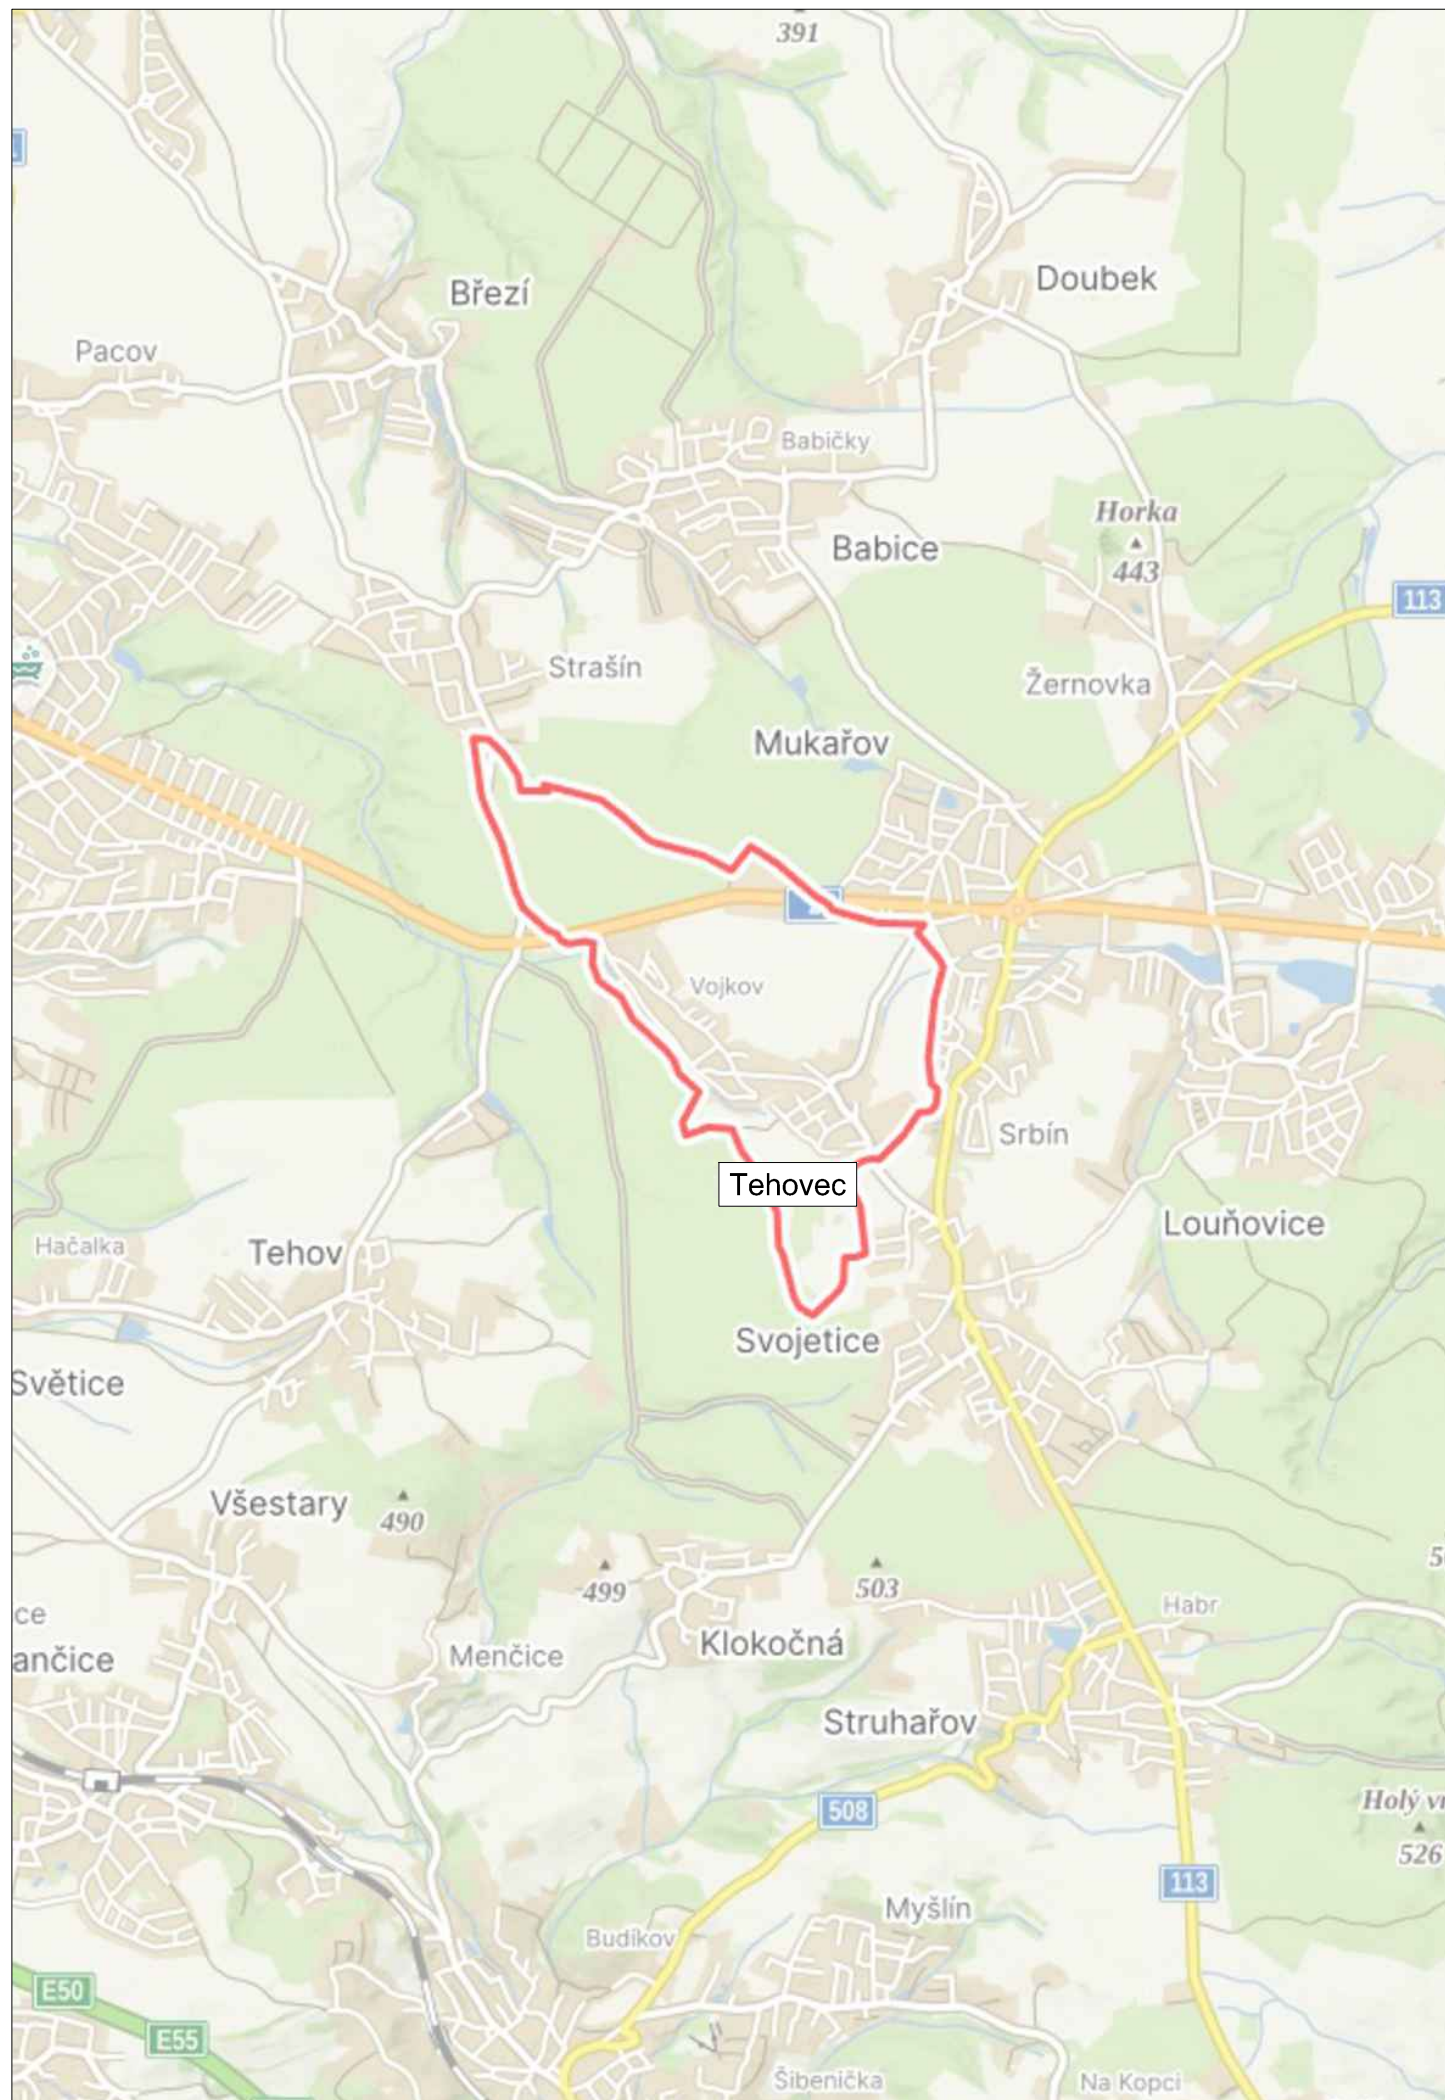 391
Březí
Doubek
Pacov
Babičky
Horka
443
Babice
113
Strašín
Žernovka
Mukařov
Vojkov
Srbín
Tehovec
Louňovice
Hačalka
Tehov
Svojetice
Světice
Všestary
490
499
503
Habr
ce
ančice
Menčice
Klokočná
Struhařov
508
Holý v
526
113
Myšlín
Budíkov
E50
E55
Šibenička
Na Kopci